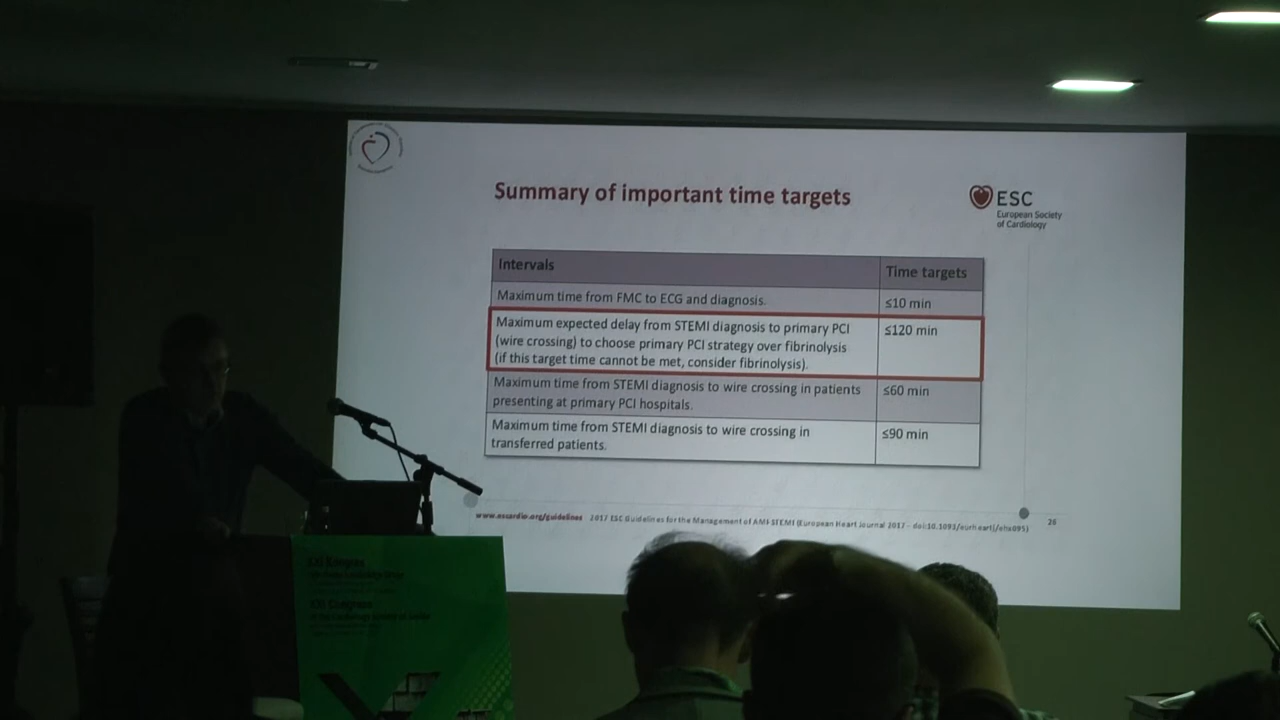 Summary of important time targets
ESC
European Society
of Cardiology
Intervals
Time targets
Maximum time from FMC to ECG and diagnosis.
≤10 min
Maximum expected delay from STEMI diagnosis to primary PCI
(wire crossing) to choose primary PCI strategy over fibrinolysis
(if this target time cannot be met, consider fibrinolysis).
≤120 min
Maximum time from STEMI diagnosis to wire crossing in patients
presenting at primary PCI hospitals.
≤60 min
Maximum time from STEMI diagnosis to wire crossing in
transferred patients.
≤90 min
www.escardio.org/guidelines 2017 ESC Guidelines for the Management of AMI-STEMI (European Heart Journal 2017 - doi:10.1093/eurheartj/ehx095)
26